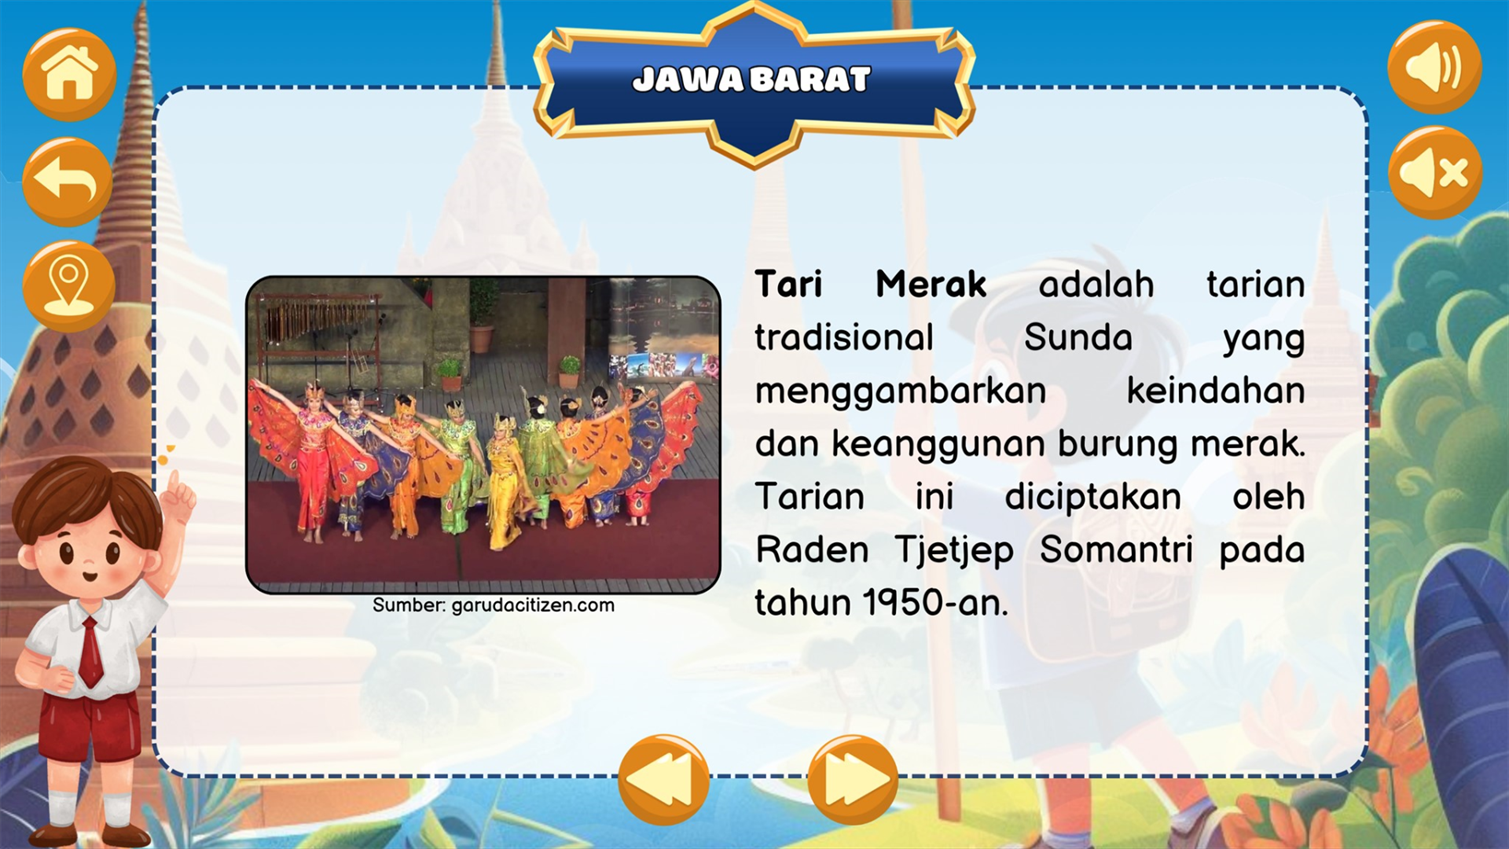 JAWA BARAT
Tari Merak adalah tarian
tradisional Sunda yang
menggambarkan keindahan
dan keanggunan burung merak.
Tarian ini diciptakan oleh
Raden Tjetjep Somantri pada
tahun 1950-an.
Sumber: garudacitizen.com